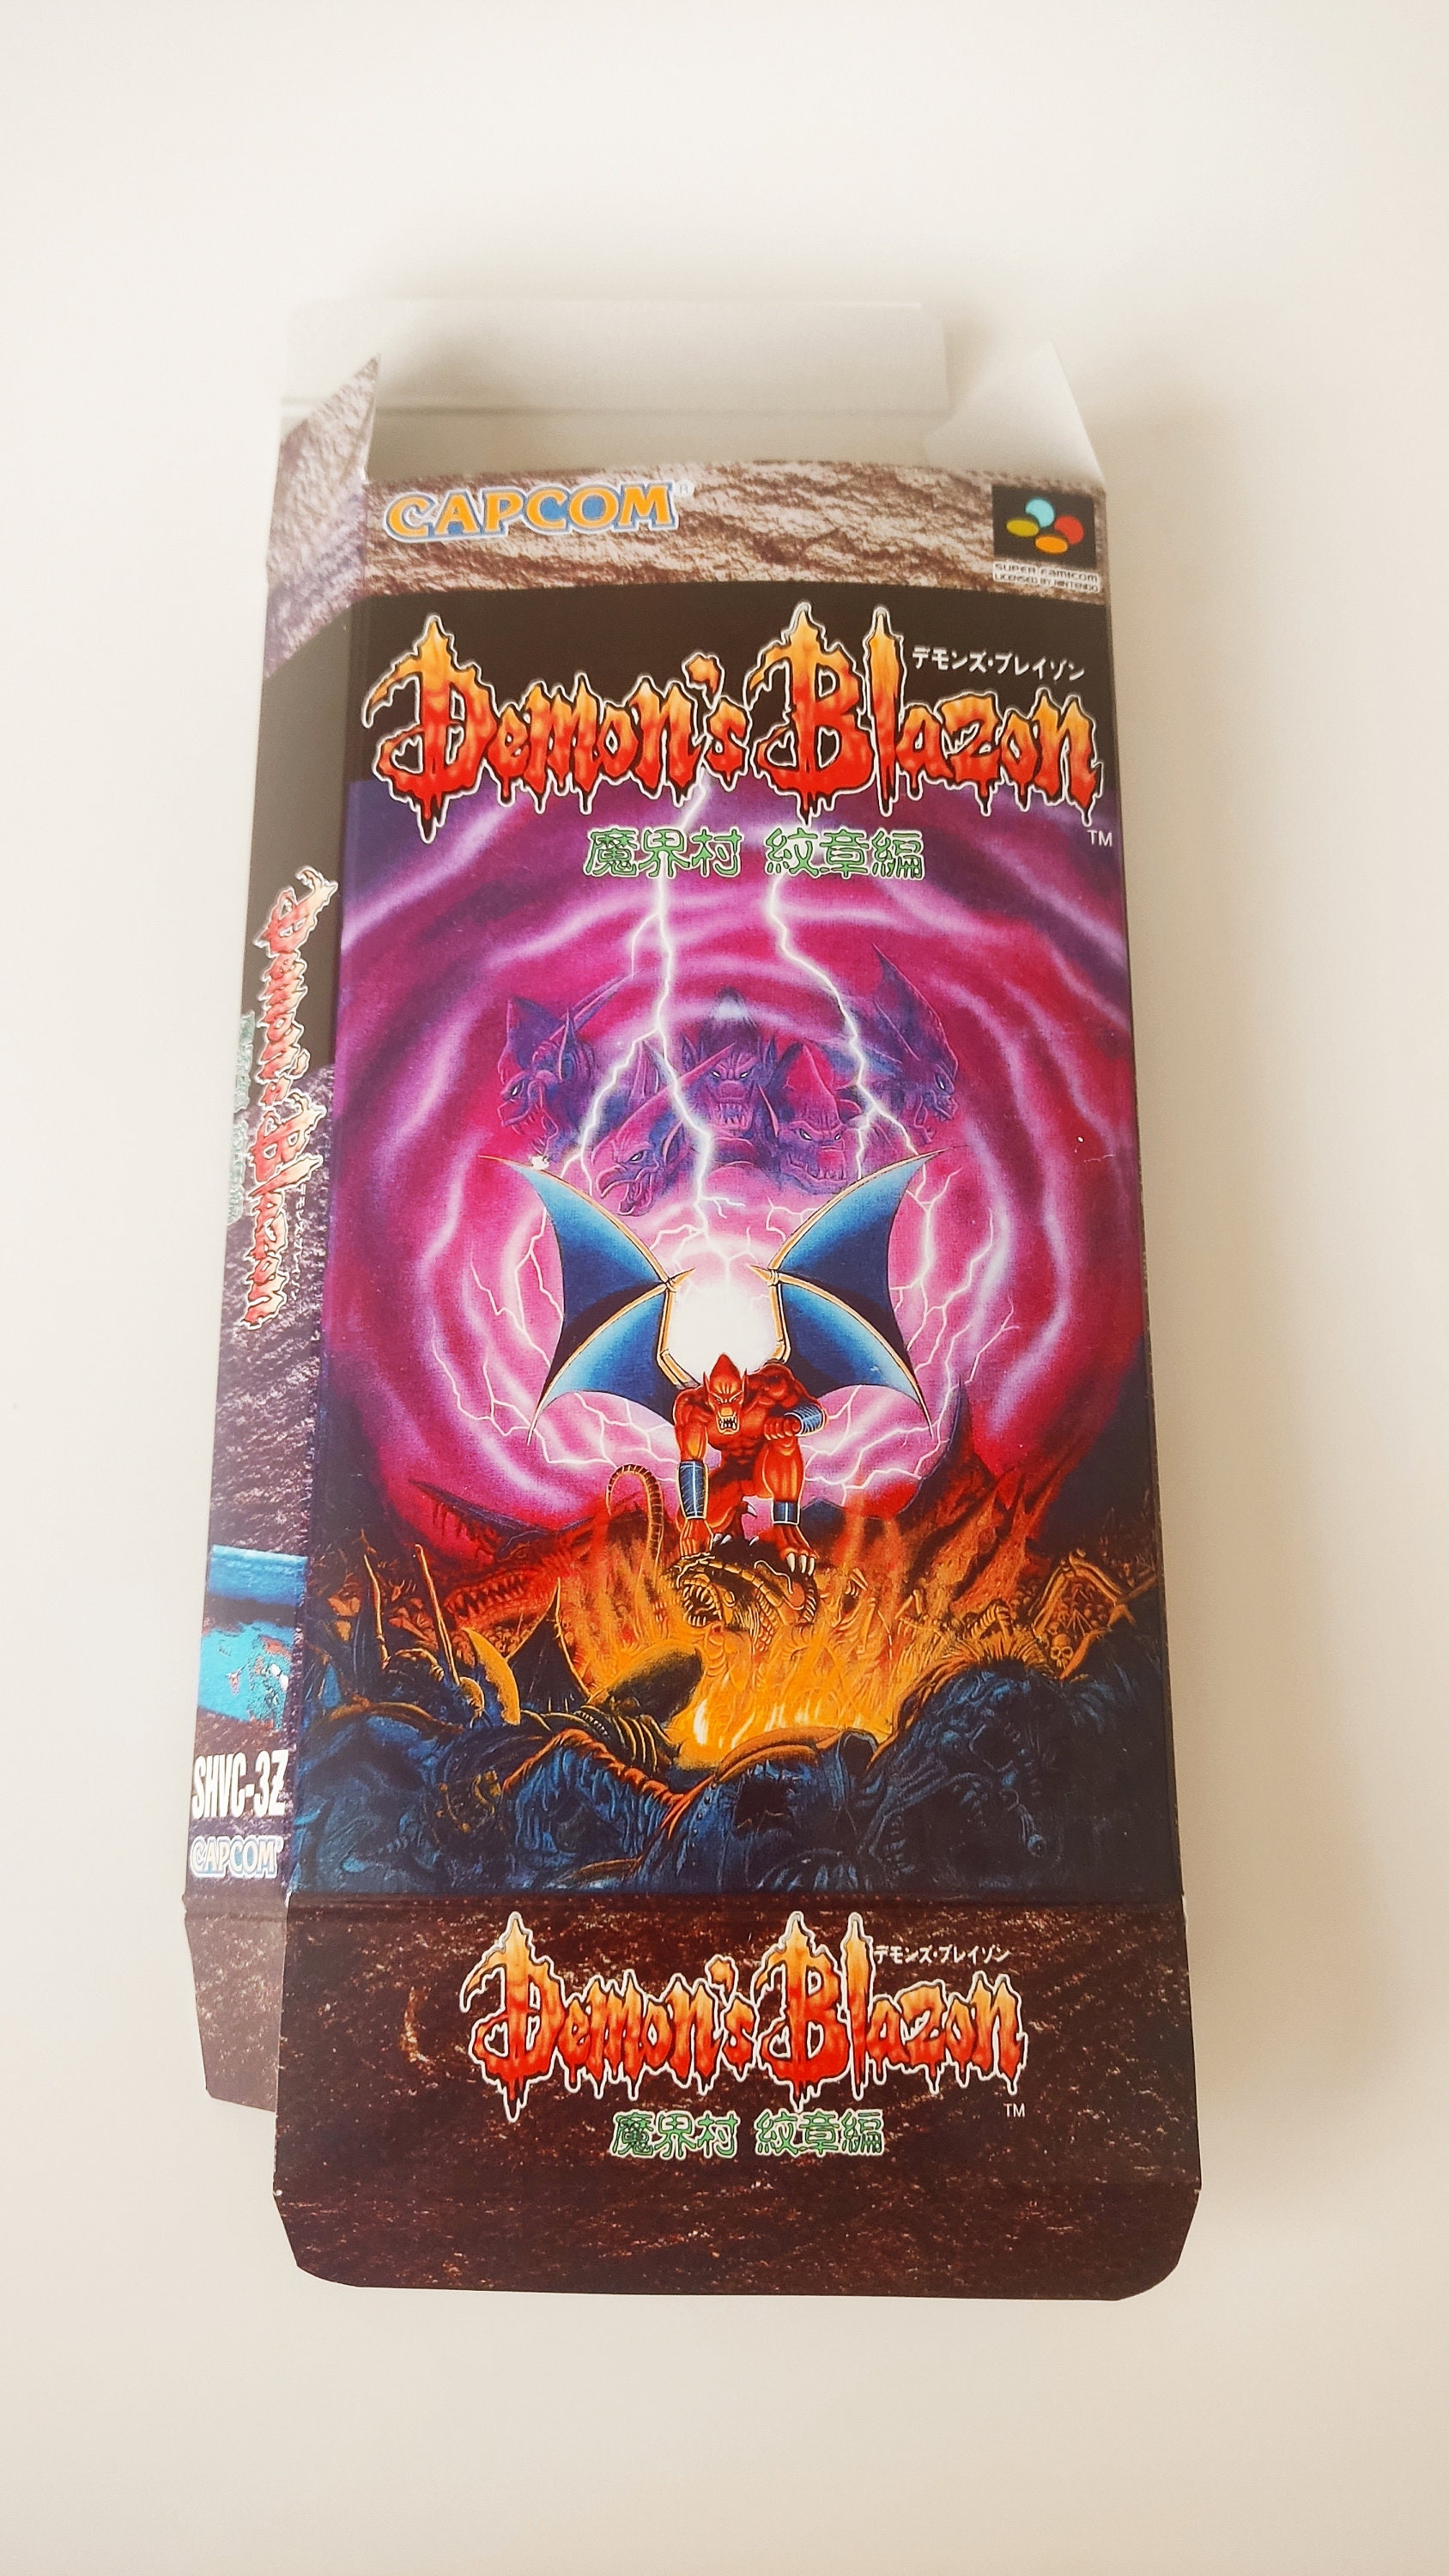 CAPCOM®
SUPER FAMICOM
LICENSED BY NINTENDO
デモンズ・ブレイゾン
Demon's Blazon
TM
魔界村 紋章編
Demon's Blazon
SHVC-3Z
CAPCOM
デモンズ・ブレイゾン
Demon's Blazon
TM
魔界村 紋章編